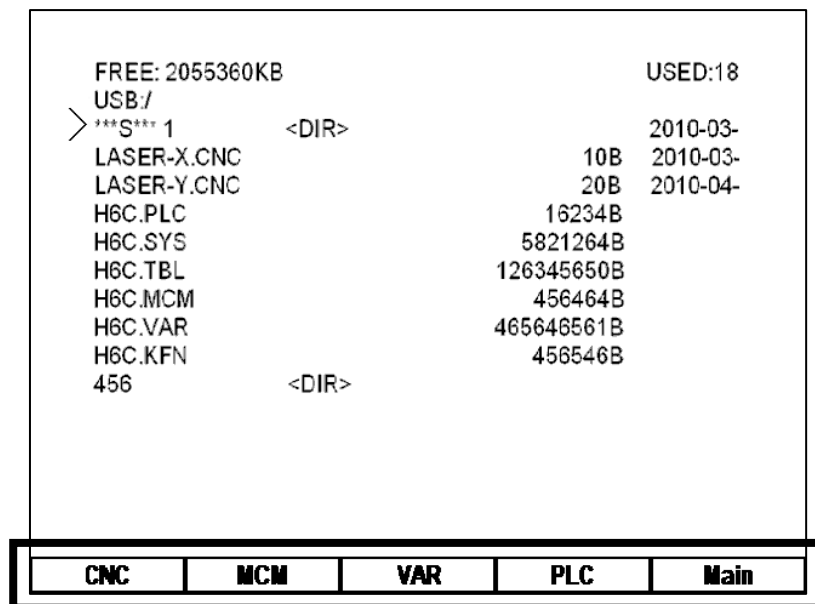 FREE: 2055360KB USED:18
USB:/
***S*** 1 <DIR> 2010-03-
LASER-X.CNC 10B 2010-03-
LASER-Y.CNC 20B 2010-04-
H6C.PLC 16234B
H6C.SYS 5821264B
H6C.TBL 126345650B
H6C.MCM 456464B
H6C.VAR 465646561B
H6C.KFN 456546B
456 <DIR>
CNC MCM VAR PLC Main